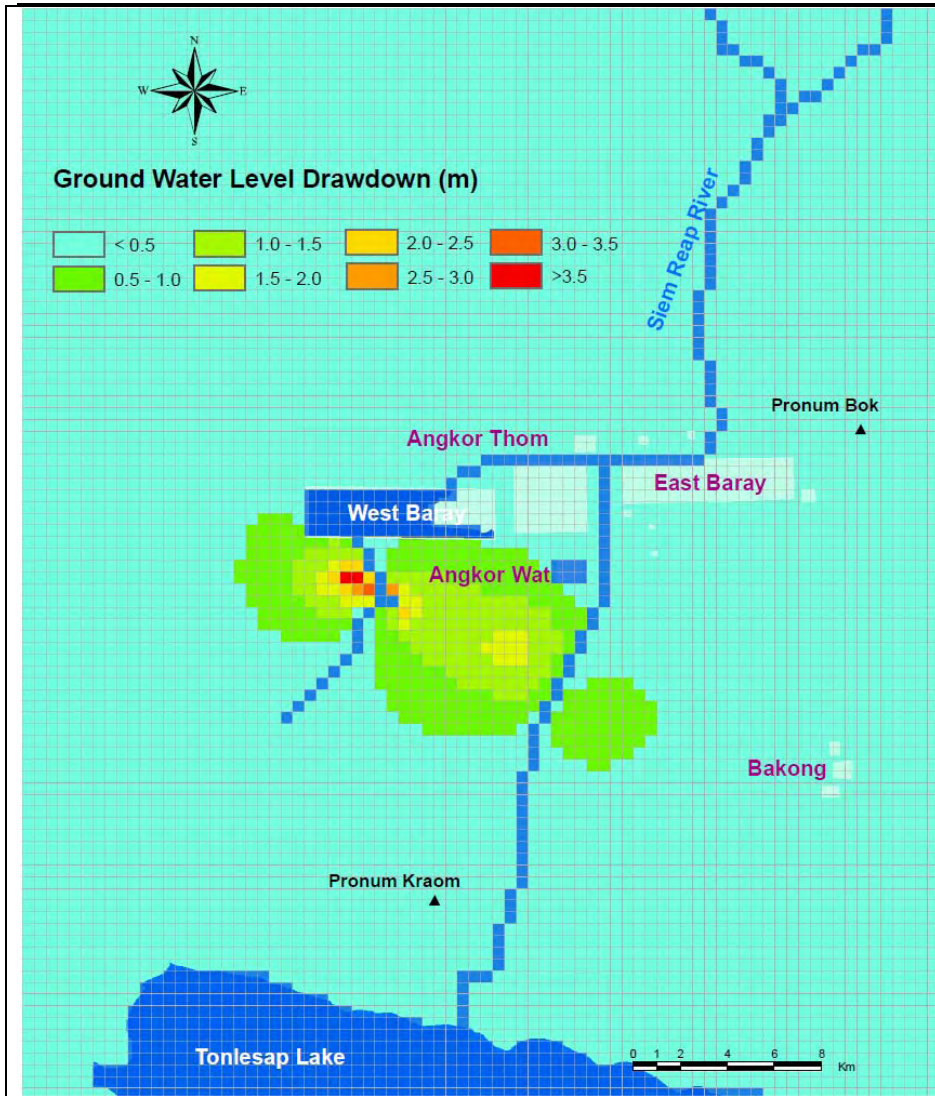 N
W E
S
Ground Water Level Drawdown (m)
< 0.5 1.0 - 1.5 2.0 - 2.5 3.0 - 3.5
0.5 - 1.0 1.5 - 2.0 2.5 - 3.0 >3.5
Siem Reap River
Pronum Bok
Angkor Thom
East Baray
West Baray
Angkor Wat
Bakong
Pronum Kraom
Tonlesap Lake
0 1 2 4 6 8
Km